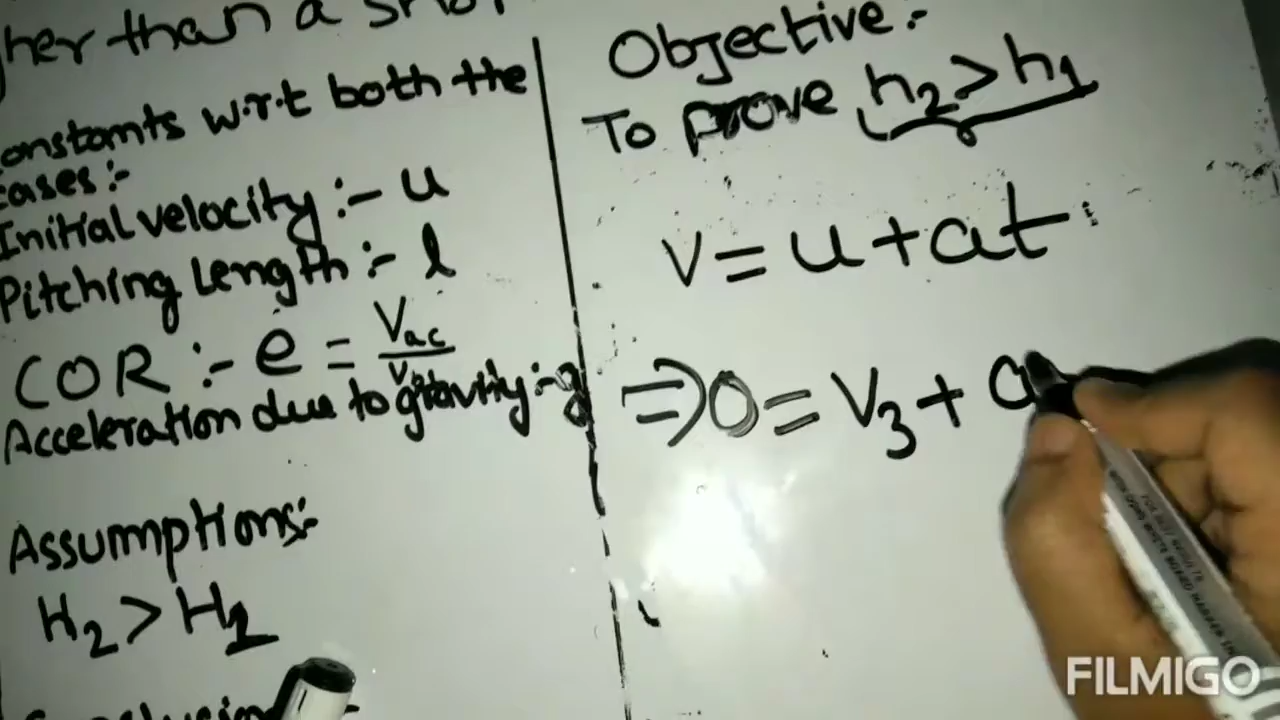 her than a
constants w.r.t both the
cases:-
Initial velocity :- u
Pitching Length :- l
COR :- e = Vac
Acceleration due to gravity :- g
Assumptions:-
H2 > H1
Objective :-
To prove h2 > h1
V = u + at
⇒ 0 = V3 + a
FILMIGO